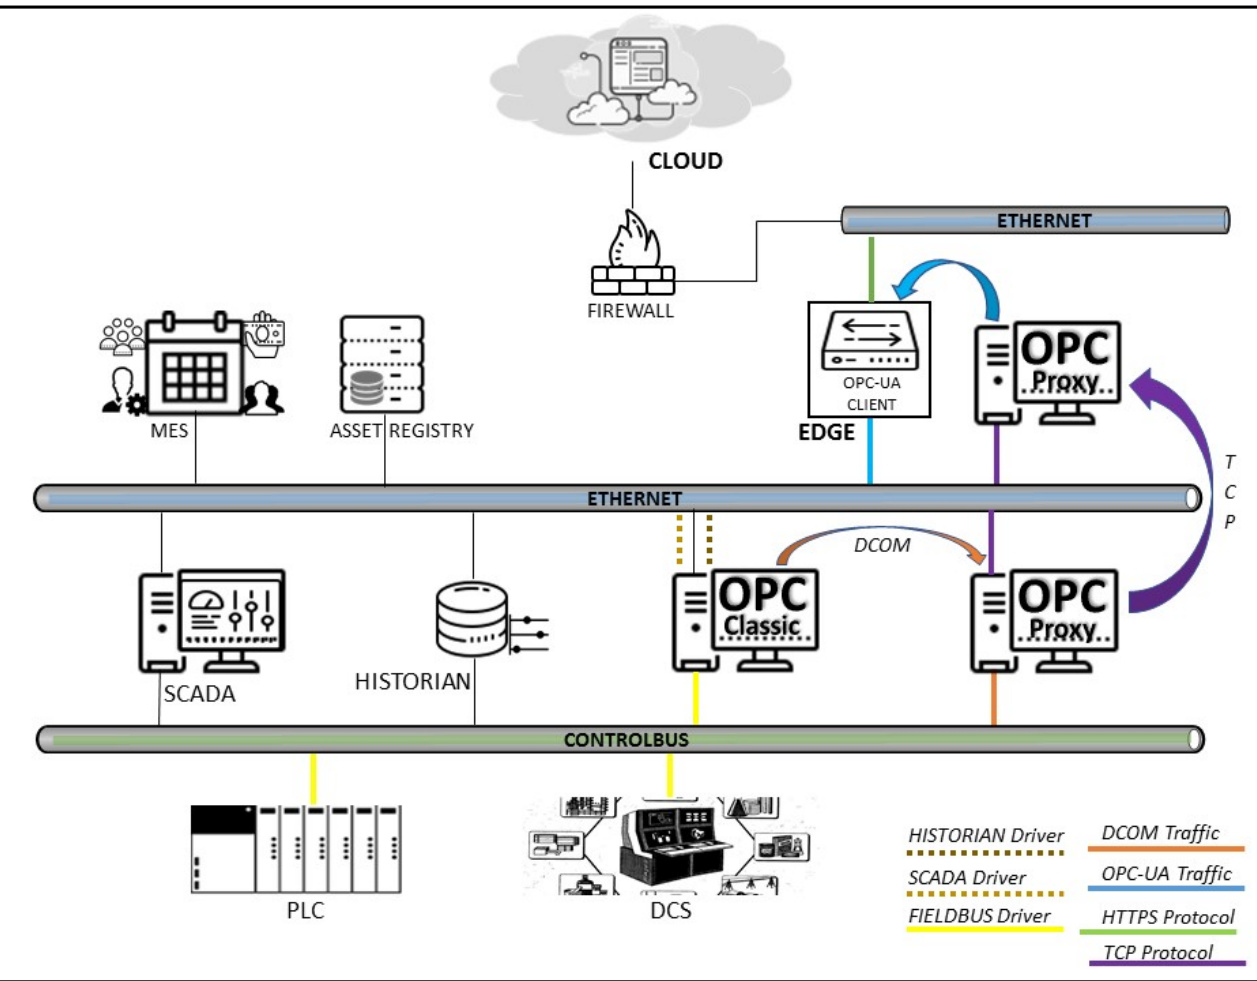 CLOUD
ETHERNET
FIREWALL
OPC
Proxy
OPC-UA
CLIENT
EDGE
MES
ASSET REGISTRY
T
C
P
ETHERNET
DCOM
OPC
Classic
OPC
Proxy
SCADA
HISTORIAN
CONTROLBUS
PLC
DCS
HISTORIAN Driver
SCADA Driver
FIELDBUS Driver
DCOM Traffic
OPC-UA Traffic
HTTPS Protocol
TCP Protocol